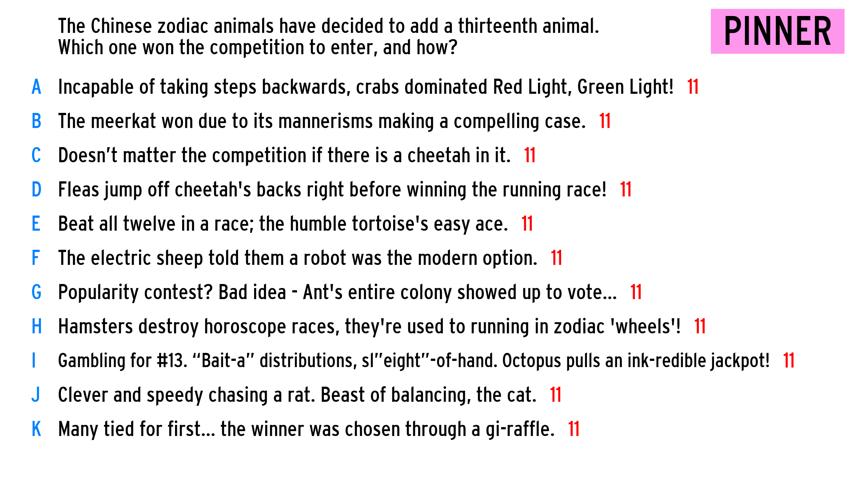 The Chinese zodiac animals have decided to add a thirteenth animal.
Which one won the competition to enter, and how?
PINNER
A Incapable of taking steps backwards, crabs dominated Red Light, Green Light! 11
B The meerkat won due to its mannerisms making a compelling case. 11
C Doesn't matter the competition if there is a cheetah in it. 11
D Fleas jump off cheetah's backs right before winning the running race! 11
E Beat all twelve in a race; the humble tortoise's easy ace. 11
F The electric sheep told them a robot was the modern option. 11
G Popularity contest? Bad idea - Ant's entire colony showed up to vote... 11
H Hamsters destroy horoscope races, they're used to running in zodiac 'wheels'! 11
I Gambling for #13. “Bait-a” distributions, sl”eight”-of-hand. Octopus pulls an ink-redible jackpot! 11
J Clever and speedy chasing a rat. Beast of balancing, the cat. 11
K Many tied for first... the winner was chosen through a gi-raffle. 11